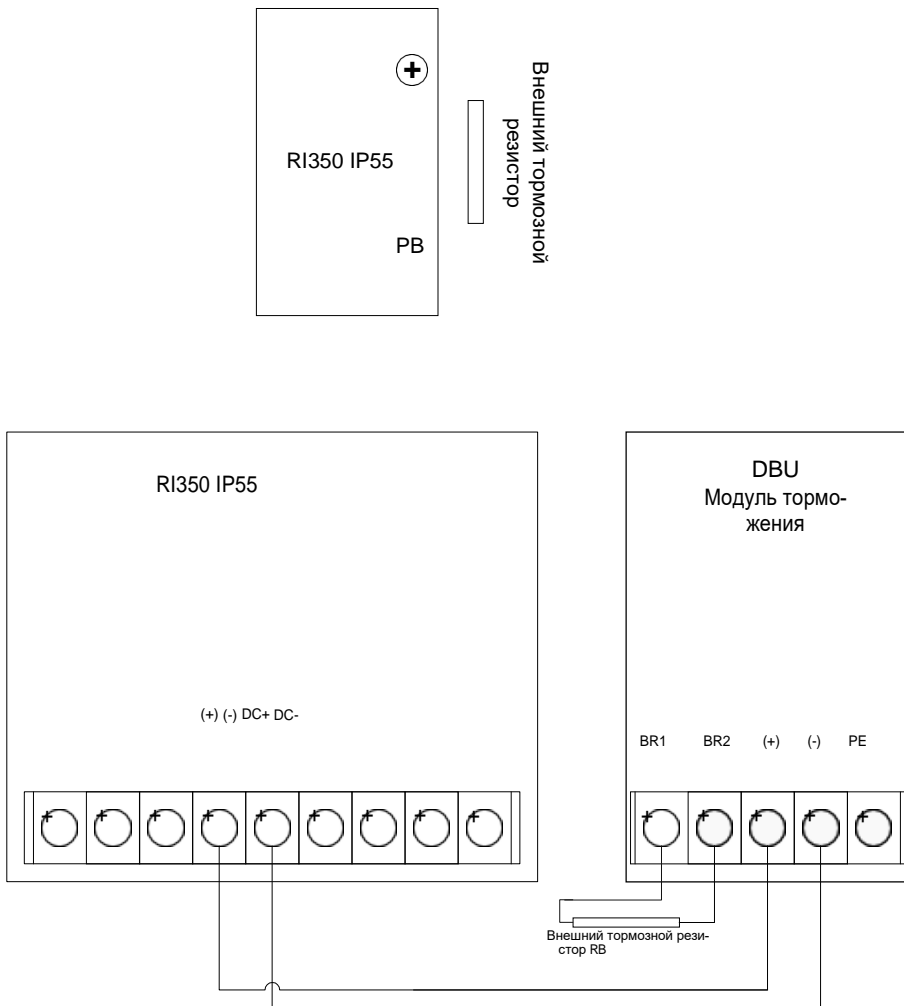 RI350 IP55
PB
Внешний тормозной
резистор
RI350 IP55
(+) (-) DC+ DC-
DBU
Модуль тормо-
жения
BR1 BR2 (+) (-) PE
Внешний тормозной рези-
стор RB